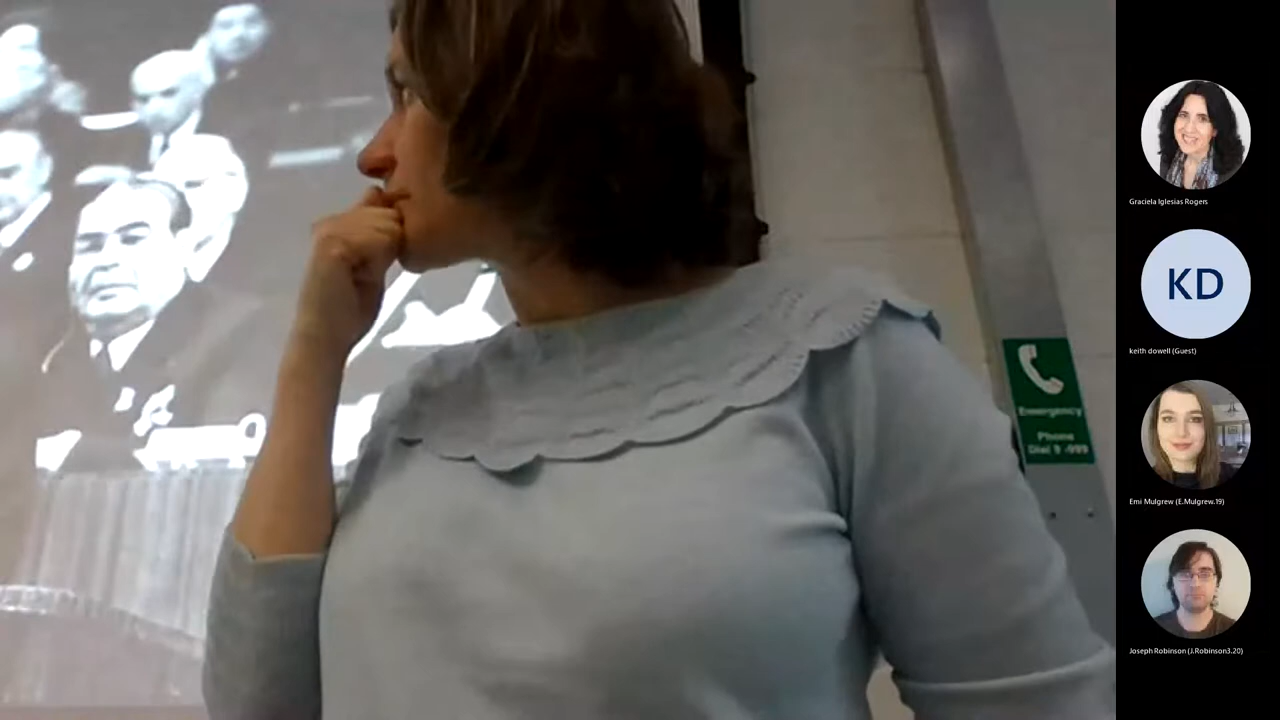 Graciela Iglesias Rogers
KD
keith dowell (Guest)
Emi Mulgrew (E.Mulgrew.19)
Joseph Robinson (J.Robinson3.20)
Emergency
Phone
Dial 9 -999